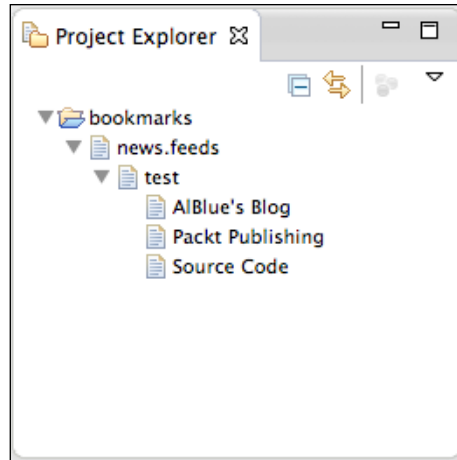 Project Explorer
bookmarks
news.feeds
test
AlBlue's Blog
Packt Publishing
Source Code